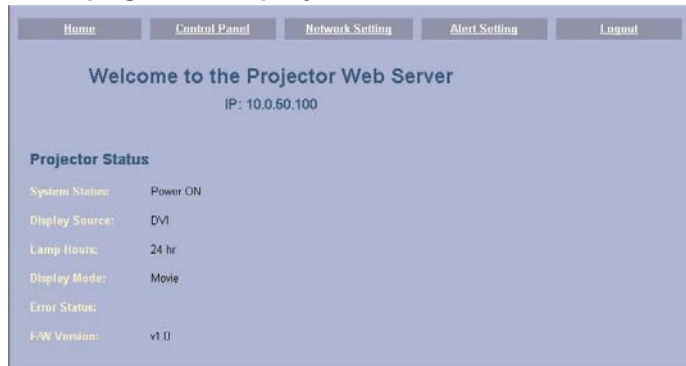 Home Control Panel Network Setting Alert Setting Logout
Welcome to the Projector Web Server
IP: 10.0.50.100
Projector Status
System Status: Power ON
Display Source: DVI
Lamp Hours: 24 hr
Display Mode: Movie
Error Status:
F/W Version: v1.0